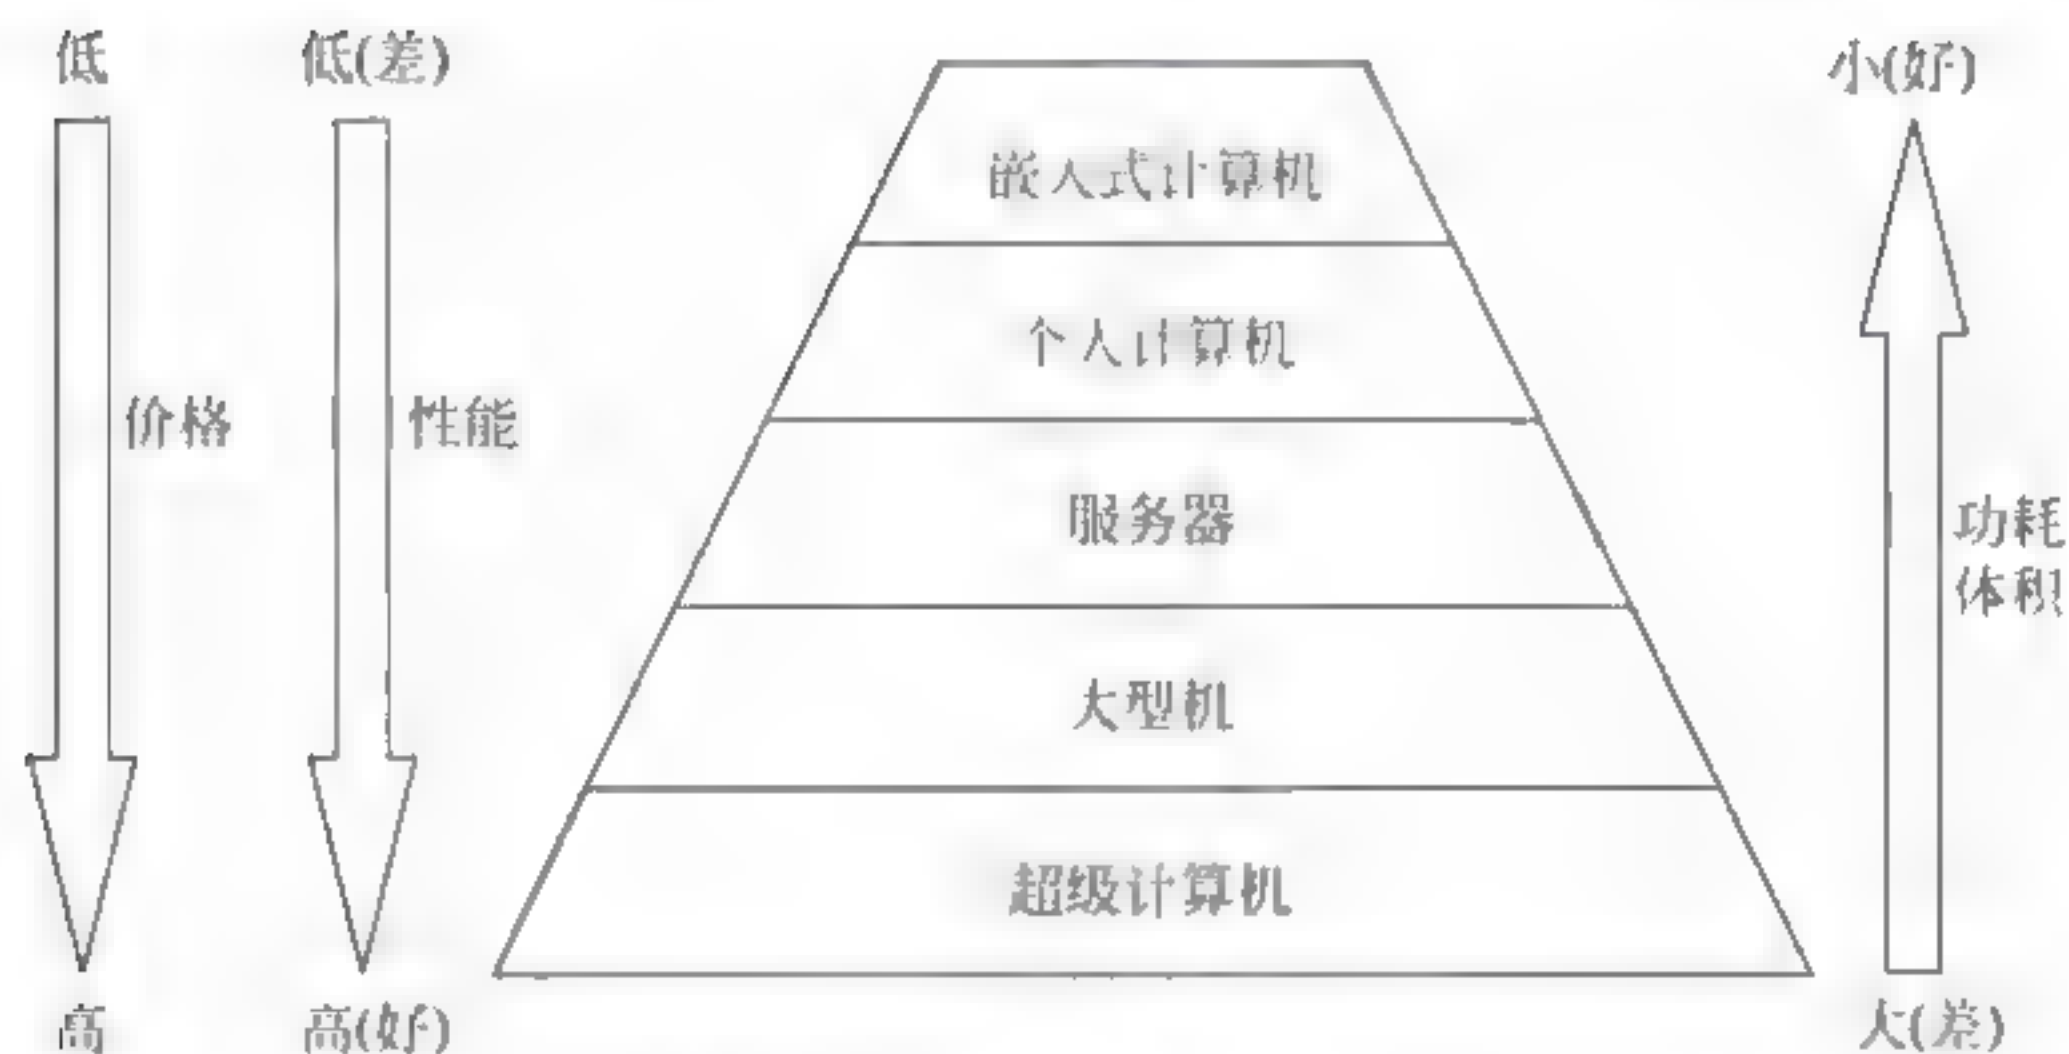 低
低(差)
小(好)
嵌入式计算机
个人计算机
价格
性能
服务器
功耗
体积
大型机
超级计算机
高
高(好)
大(差)